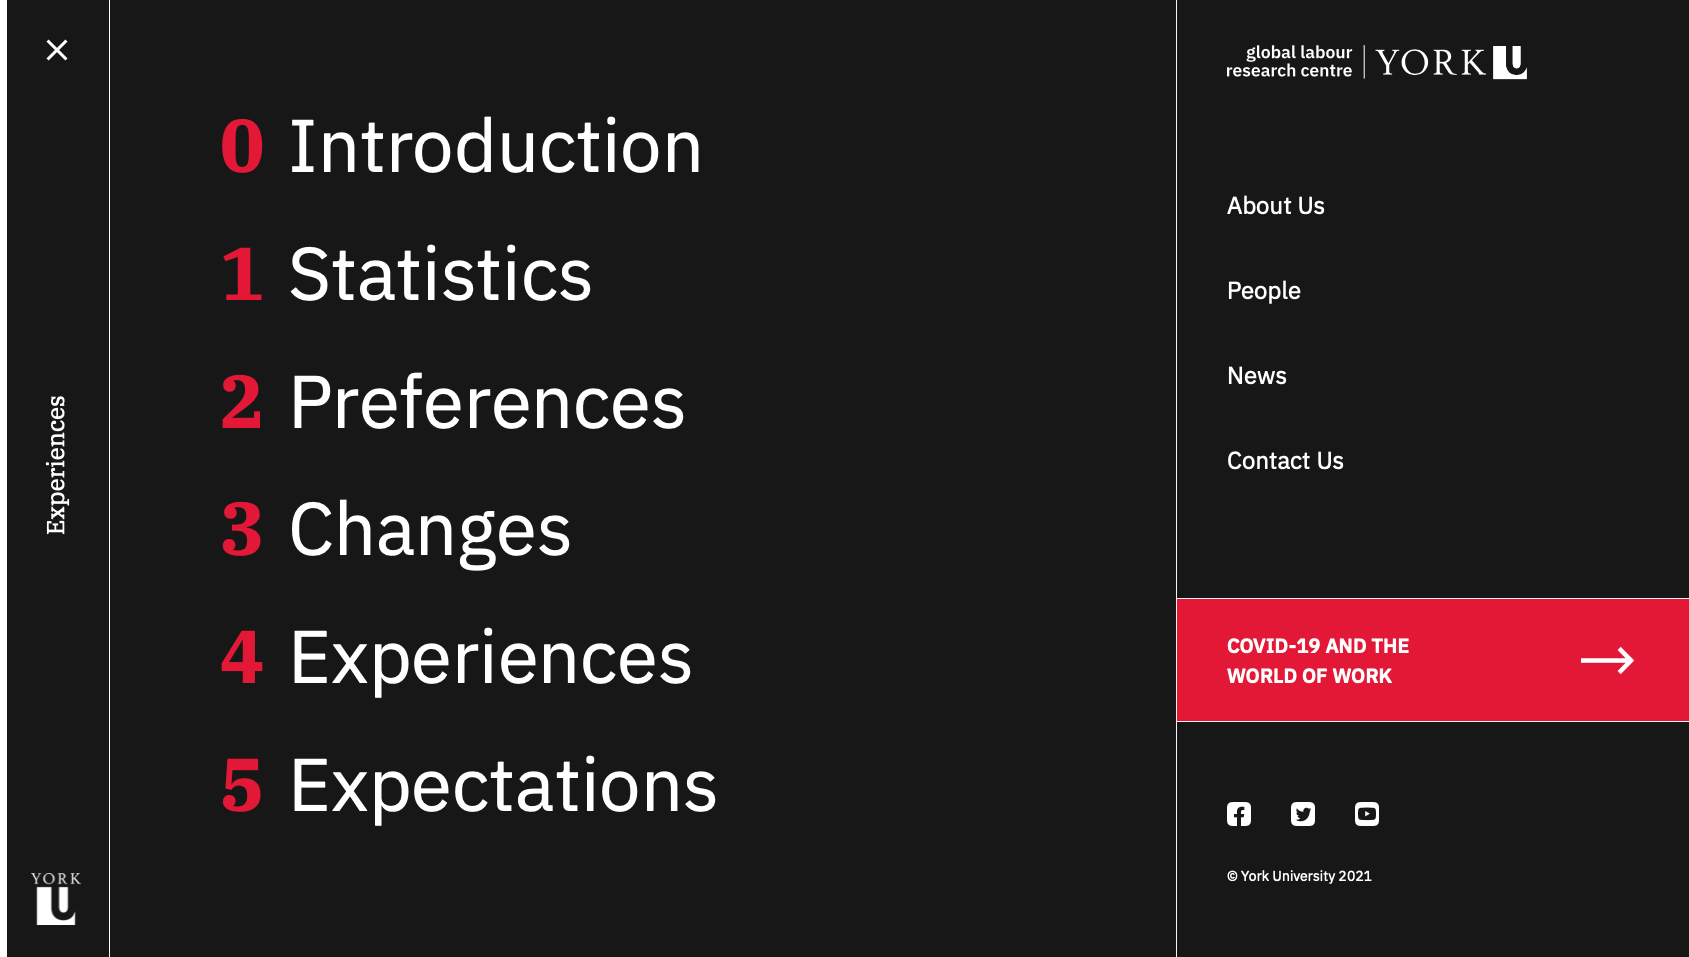 Experiences
YORK U
0 Introduction
1 Statistics
2 Preferences
3 Changes
4 Experiences
5 Expectations
global labour
research centre
YORK U
About Us
People
News
Contact Us
COVID-19 AND THE
WORLD OF WORK
© York University 2021